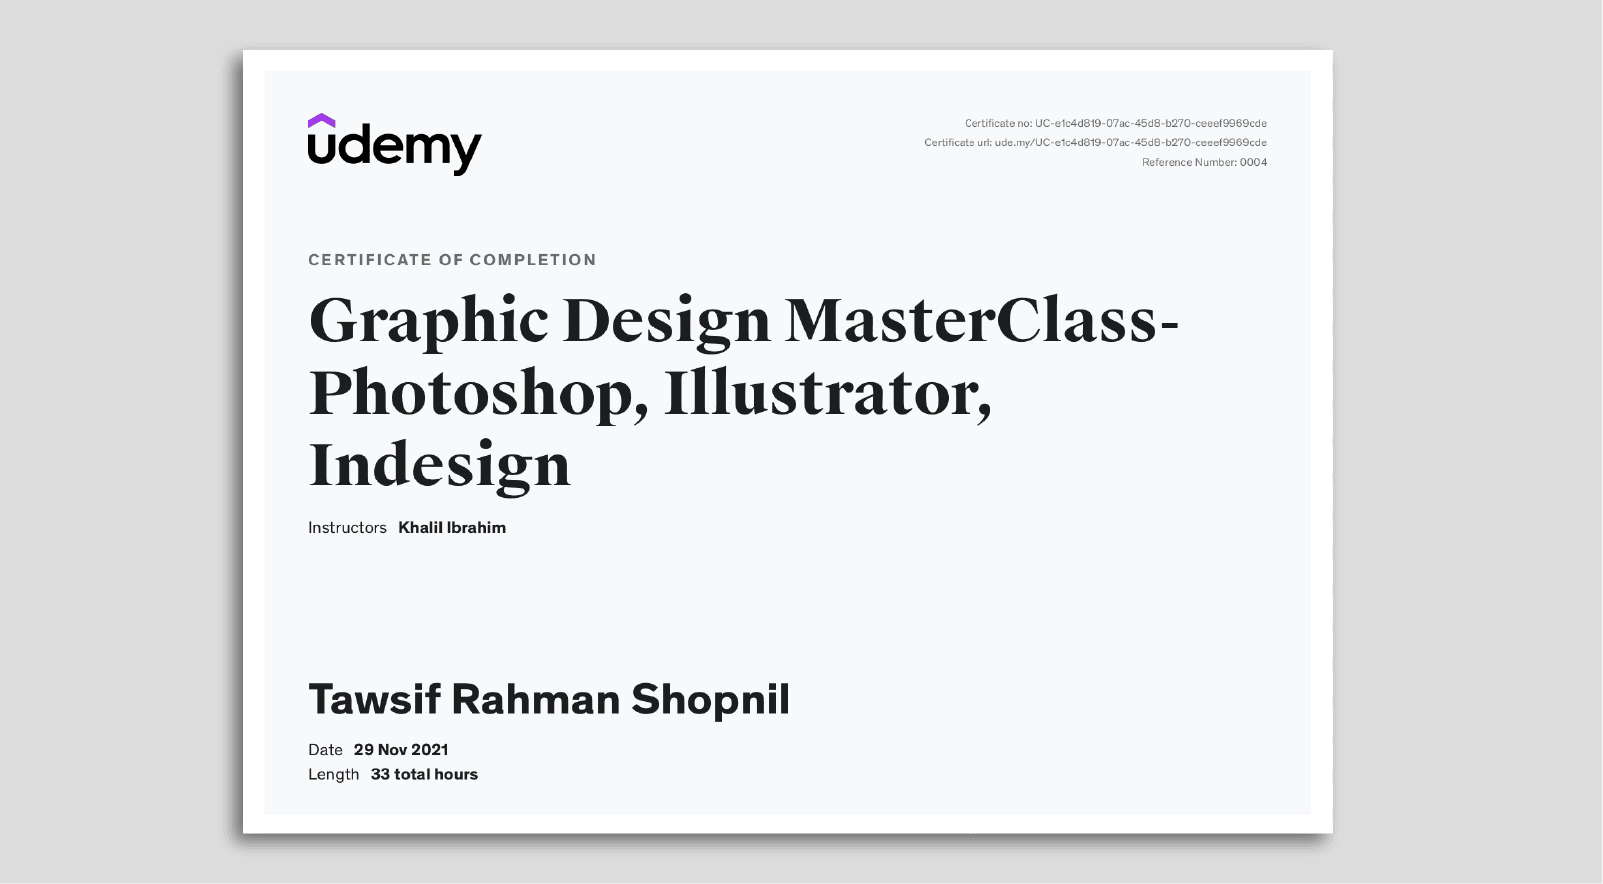 udemy
Certificate no: UC-e1c4d819-07ac-45d8-b270-ceeef9969cde
Certificate url: ude.my/UC-e1c4d819-07ac-45d8-b270-ceeef9969cde
Reference Number: 0004
CERTIFICATE OF COMPLETION
Graphic Design MasterClass-
Photoshop, Illustrator,
Indesign
Instructors Khalil Ibrahim
Tawsif Rahman Shopnil
Date 29 Nov 2021
Length 33 total hours